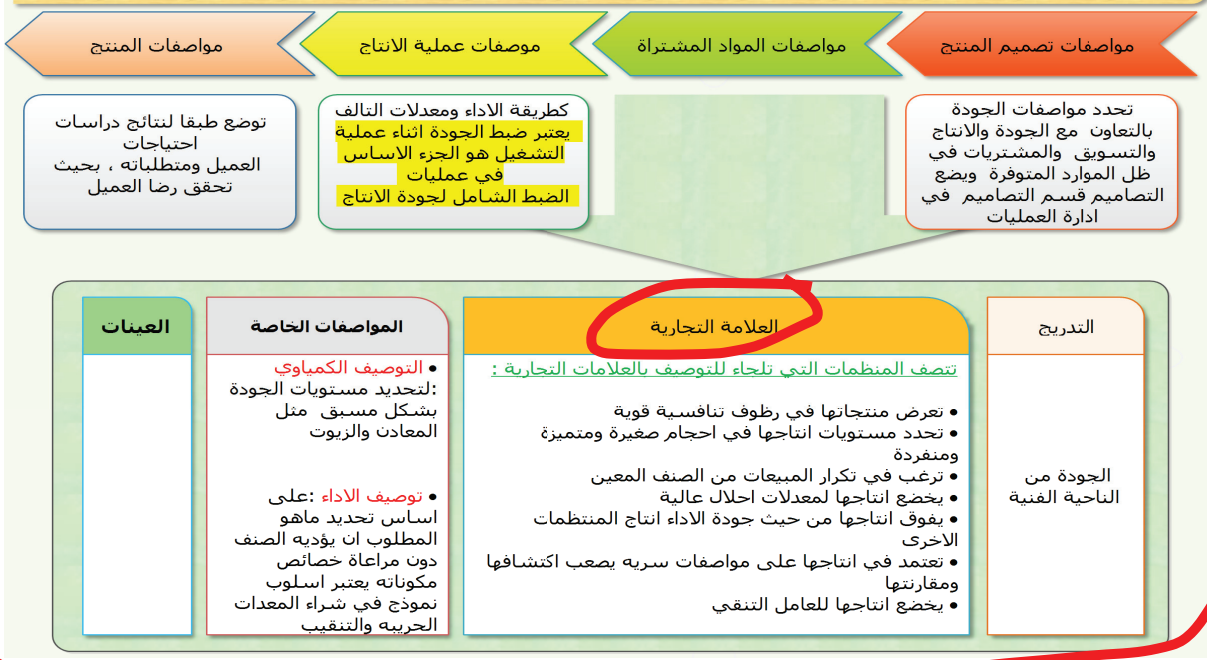 مواصفات تصميم المنتج
مواصفات المواد المشتراة
موصفات عملية الانتاج
مواصفات المنتج
تحدد مواصفات الجودة
بالتعاون مع الجودة والانتاج
والتسويق والمشتريات في
ظل الموارد المتوفرة ويضع
التصاميم قسم التصاميم في
ادارة العمليات
كطريقة الاداء ومعدلات التالف
يعتبر ضبط الجودة اثناء عملية
التشغيل هو الجزء الاساس
في عمليات
الضبط الشامل لجودة الانتاج
توضع طبقا لنتائج دراسات
احتياجات
العميل ومتطلباته ، بحيث
تحقق رضا العميل
التدريج
الجودة من
الناحية الفنية
العلامة التجارية
تتصف المنظمات التي تلجاء للتوصيف بالعلامات التجارية :
• تعرض منتجاتها في رظوف تنافسية قوية
• تحدد مستويات انتاجها في احجام صغيرة ومتميزة
ومنفردة
• ترغب في تكرار المبيعات من الصنف المعين
• يخضع انتاجها لمعدلات احلال عالية
• يفوق انتاجها من حيث جودة الاداء انتاج المنتظمات
الاخرى
• تعتمد في انتاجها على مواصفات سريه يصعب اكتشافها
ومقارنتها
• يخضع انتاجها للعامل التنقي
المواصفات الخاصة
• التوصيف الكمياوي
:لتحديد مستويات الجودة
بشكل مسبق مثل
المعادن والزيوت
• توصيف الاداء :على
اساس تحديد ماهو
المطلوب ان يؤديه الصنف
دون مراعاة خصائص
مكوناته يعتبر اسلوب
نموذج في شراء المعدات
الحربيه والتنقيب
العينات